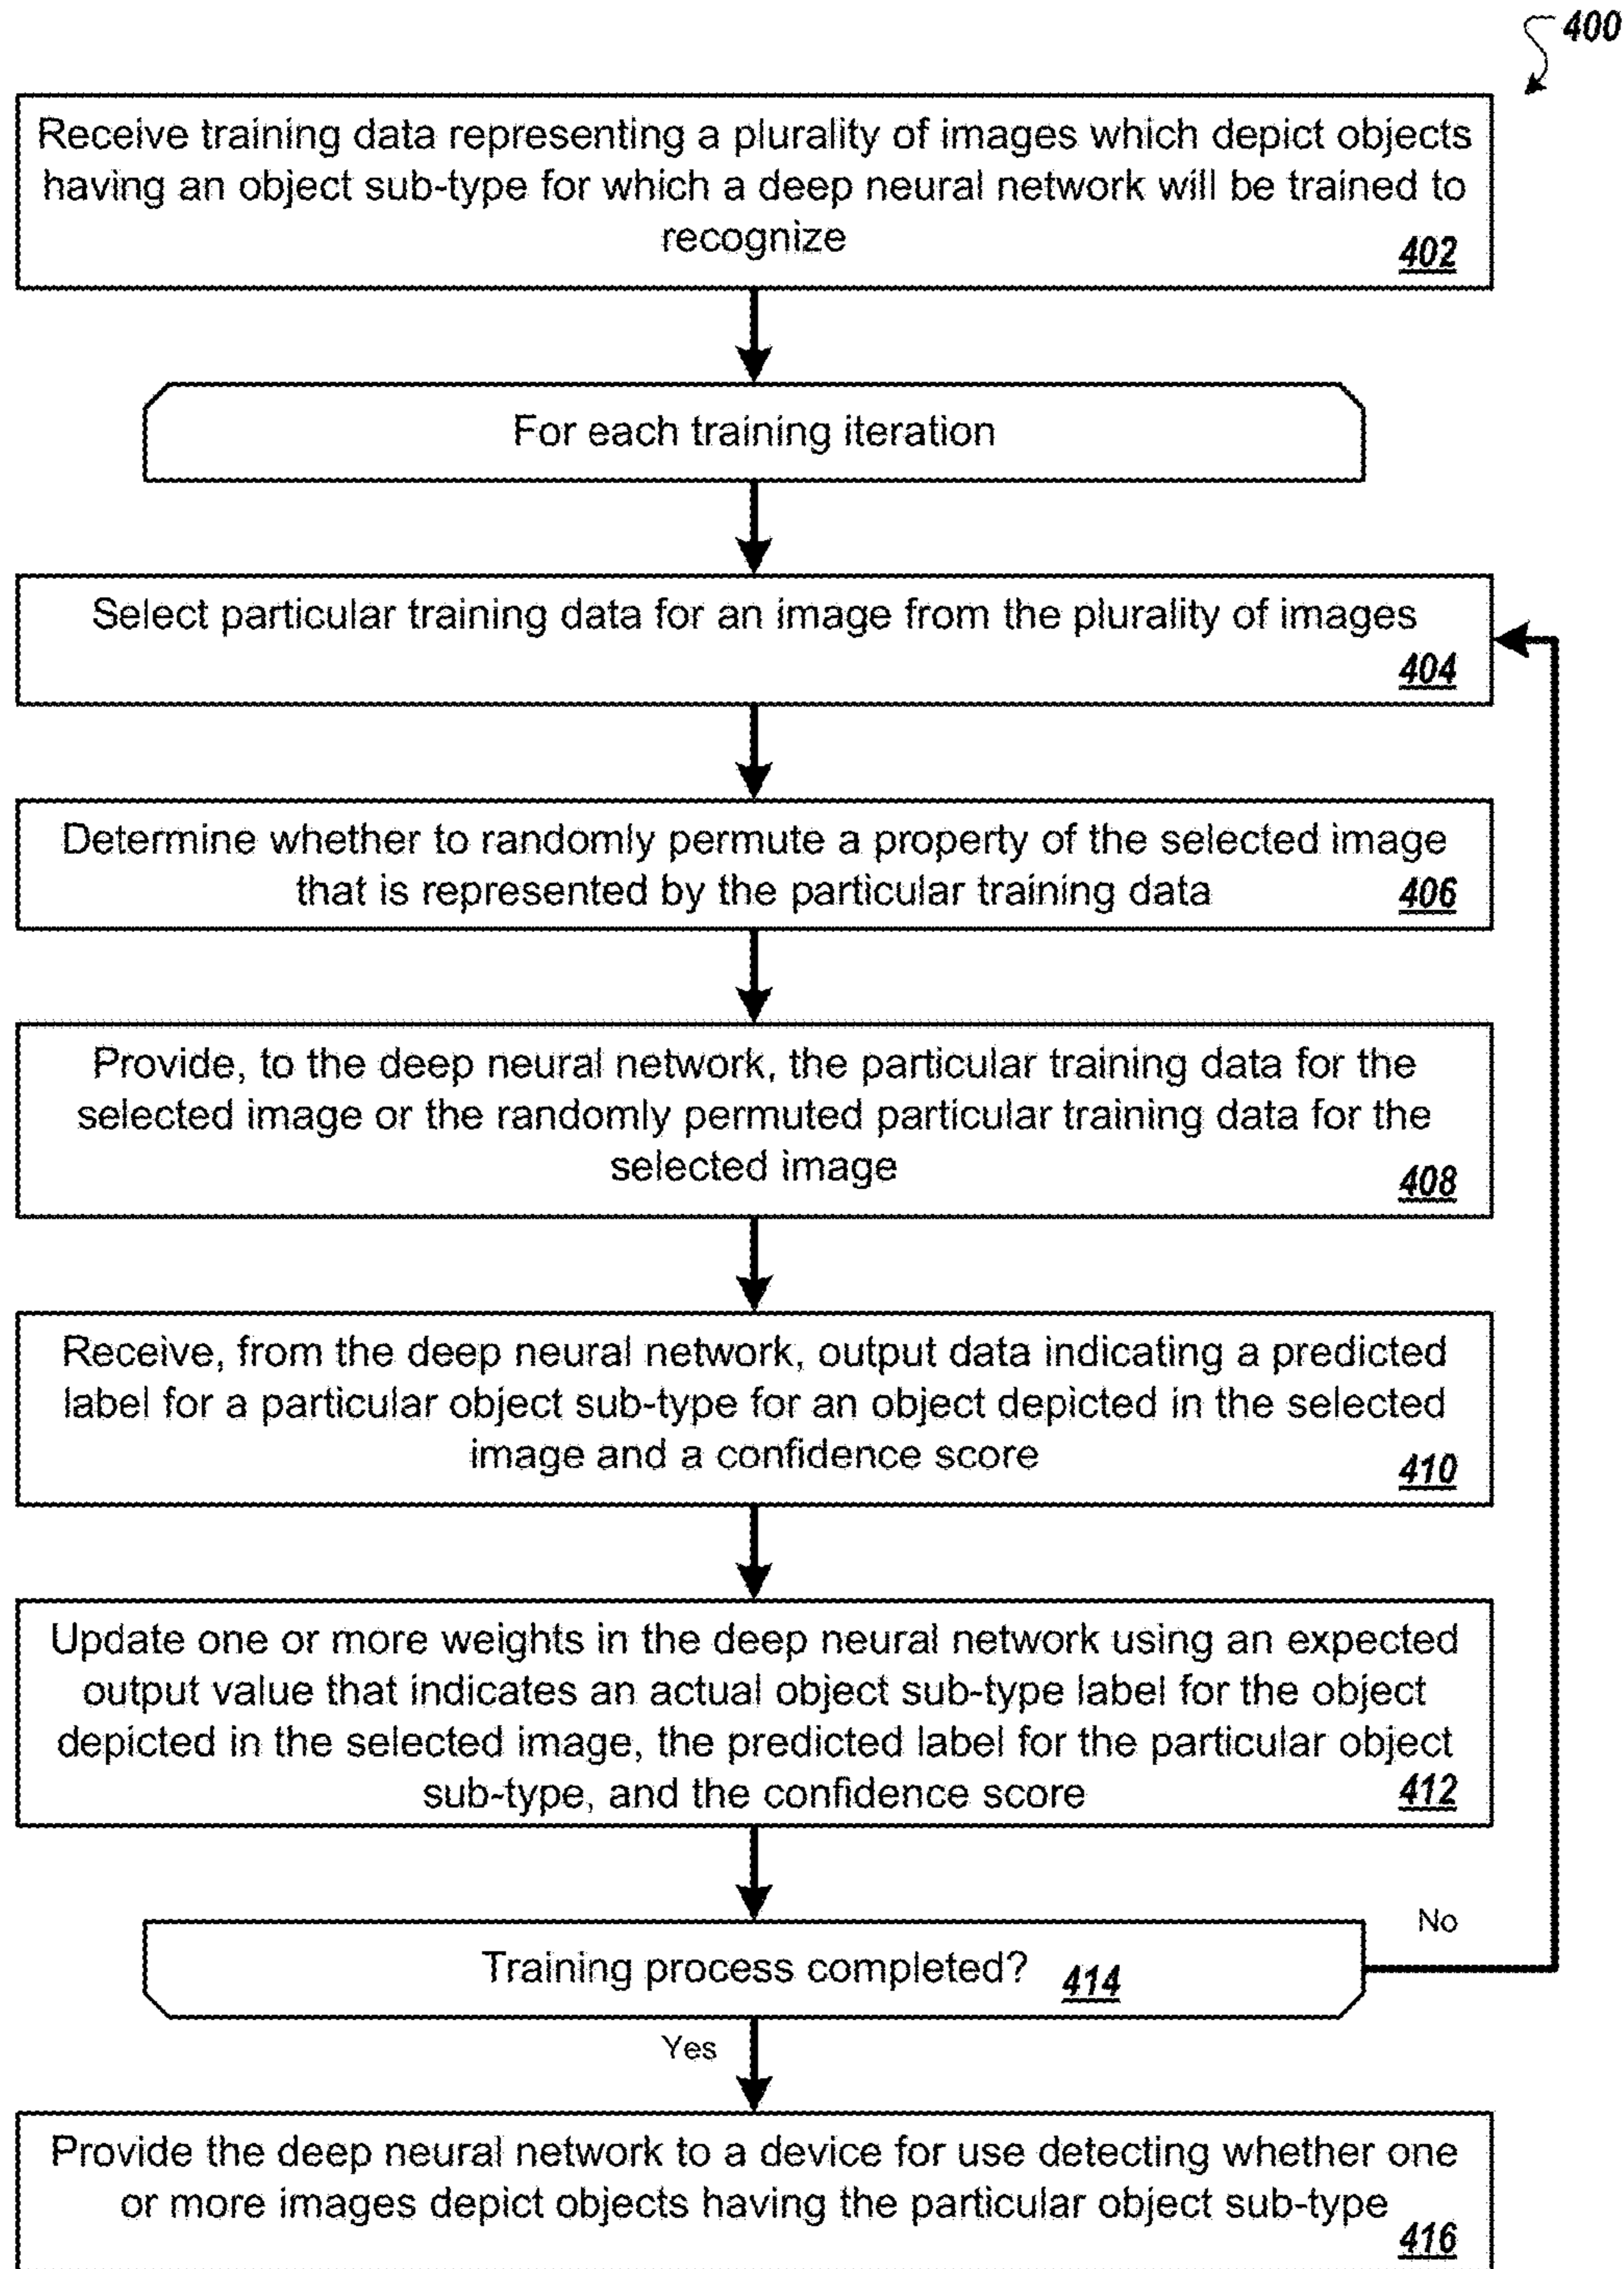 400
Receive training data representing a plurality of images which depict objects
having an object sub-type for which a deep neural network will be trained to
recognize
402
For each training iteration
Select particular training data for an image from the plurality of images
404
Determine whether to randomly permute a property of the selected image
that is represented by the particular training data
406
Provide, to the deep neural network, the particular training data for the
selected image or the randomly permuted particular training data for the
selected image
408
Receive, from the deep neural network, output data indicating a predicted
label for a particular object sub-type for an object depicted in the selected
image and a confidence score
410
Update one or more weights in the deep neural network using an expected
output value that indicates an actual object sub-type label for the object
depicted in the selected image, the predicted label for the particular object
sub-type, and the confidence score
412
No
Training process completed? 414
Yes
Provide the deep neural network to a device for use detecting whether one
or more images depict objects having the particular object sub-type
416